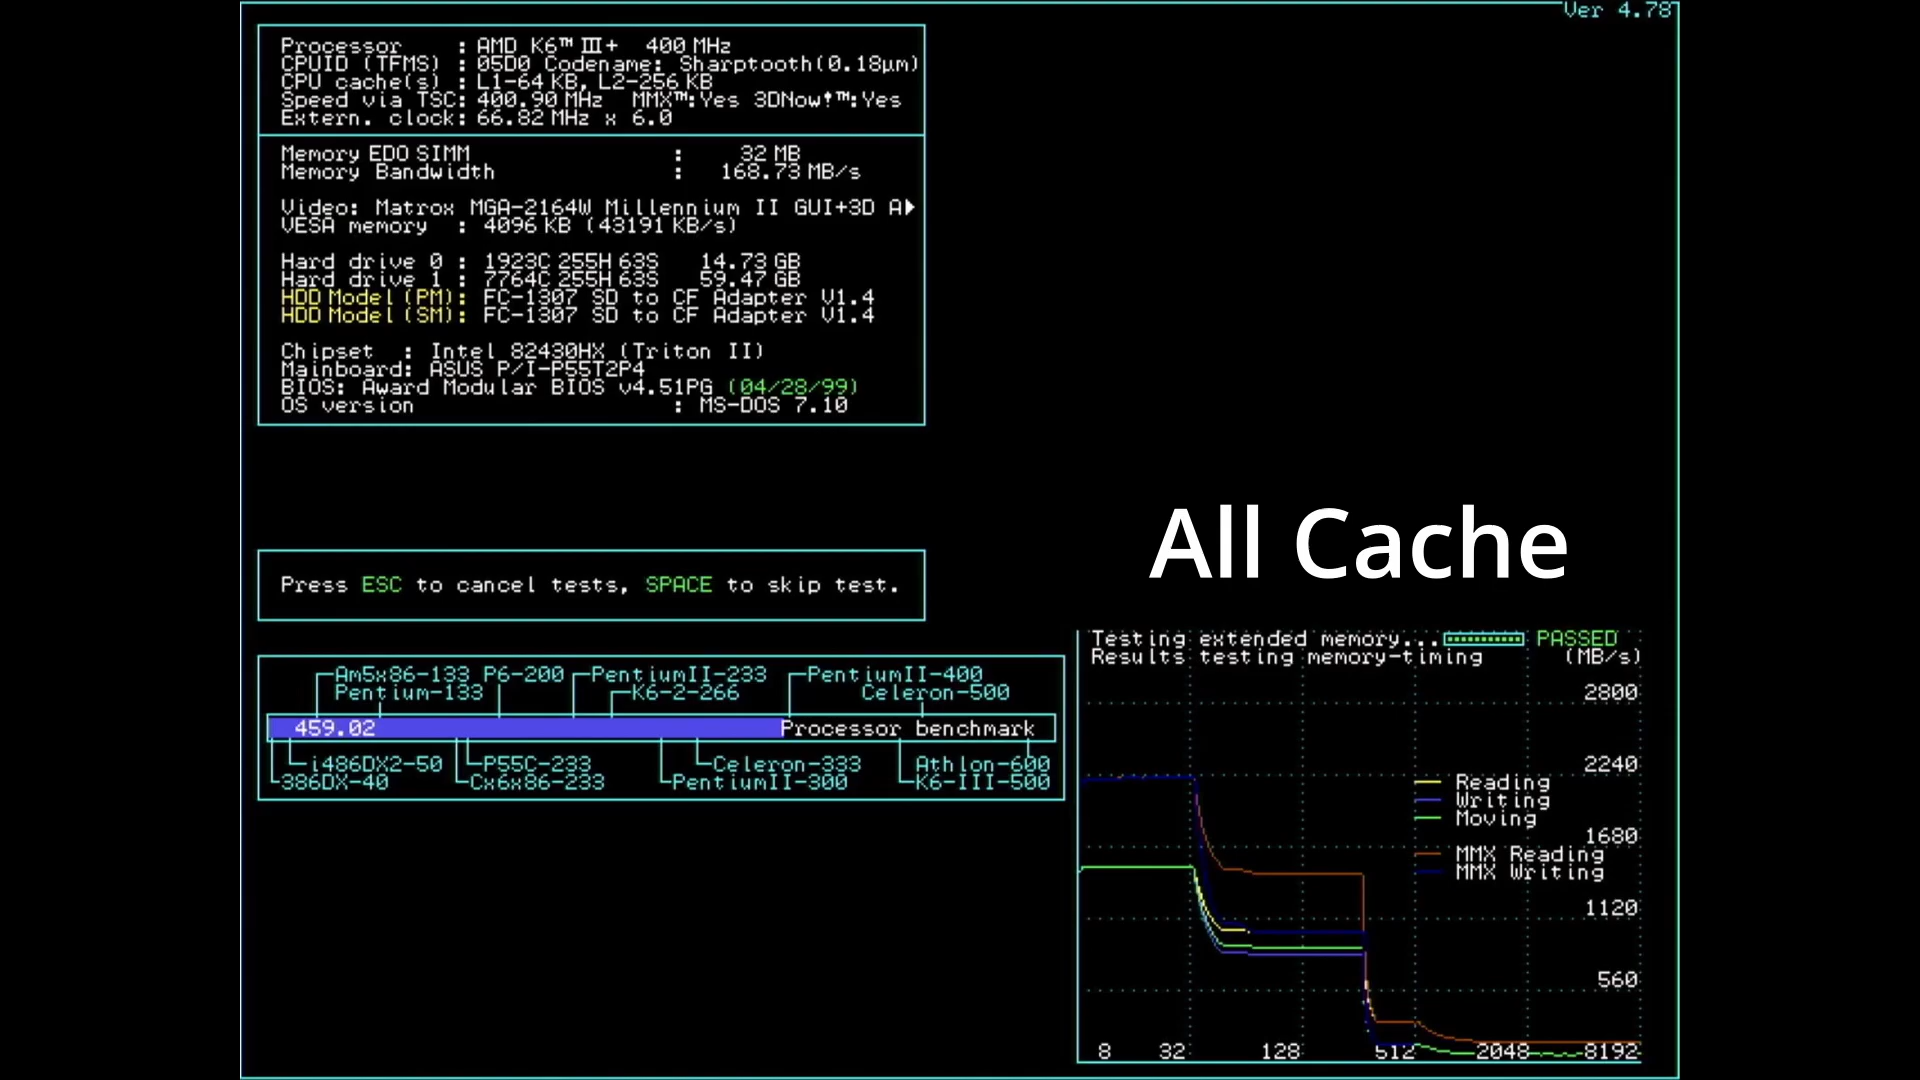 Ver 4.78
Processor : AMD K6™ III+ 400 MHz
CPUID (TFMS) : 05D0 Codename: Sharptooth(0.18µm)
CPU cache(s) : L1-64 KB, L2-256 KB
Speed via TSC: 400.90 MHz MMX™:Yes 3DNow!™:Yes
Extern. clock: 66.82 MHz x 6.0
Memory EDO SIMM : 32 MB
Memory Bandwidth : 168.73 MB/s
Video: Matrox MGA-2164W Millennium II GUI+3D A
VESA memory : 4096 KB (43191 KB/s)
Hard drive 0 : 1923C 255H 63S 14.73 GB
Hard drive 1 : 7764C 255H 63S 59.47 GB
HDD Model (PM): FC-1307 SD to CF Adapter V1.4
HDD Model (SM): FC-1307 SD to CF Adapter V1.4
Chipset : Intel 82430HX (Triton II)
Mainboard: ASUS P/I-P55T2P4
BIOS: Award Modular BIOS v4.51PG (04/28/99)
OS version : MS-DOS 7.10
All Cache
Press ESC to cancel tests, SPACE to skip test.
Am5x86-133 P6-200 PentiumII-233 PentiumII-400
Pentium-133 K6-2-266 Celeron-500
459.02 Processor benchmark
i486DX2-50 P55C-233 Celeron-333 Athlon-600
386DX-40 Cx6x86-233 PentiumII-300 K6-III-500
Testing extended memory... PASSED
Results testing memory-timing (MB/s)
2800
2240
Reading
Writing
Moving
1680
MMX Reading
MMX Writing
1120
560
8 32 128 512 2048 8192